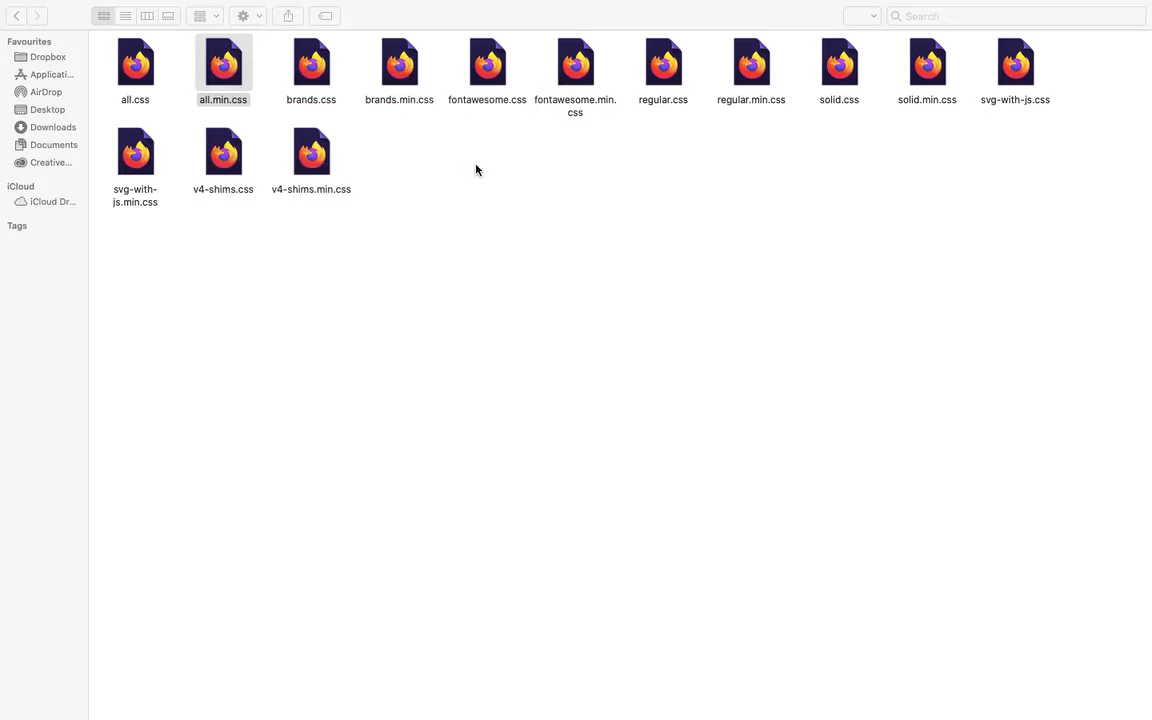 Search
Favourites
Dropbox
Applicati...
AirDrop
Desktop
Downloads
Documents
Creative...
iCloud
iCloud Dr...
Tags
all.css
all.min.css
brands.css
brands.min.css
fontawesome.css
fontawesome.min.
css
regular.css
regular.min.css
solid.css
solid.min.css
svg-with-js.css
svg-with-
js.min.css
v4-shims.css
v4-shims.min.css